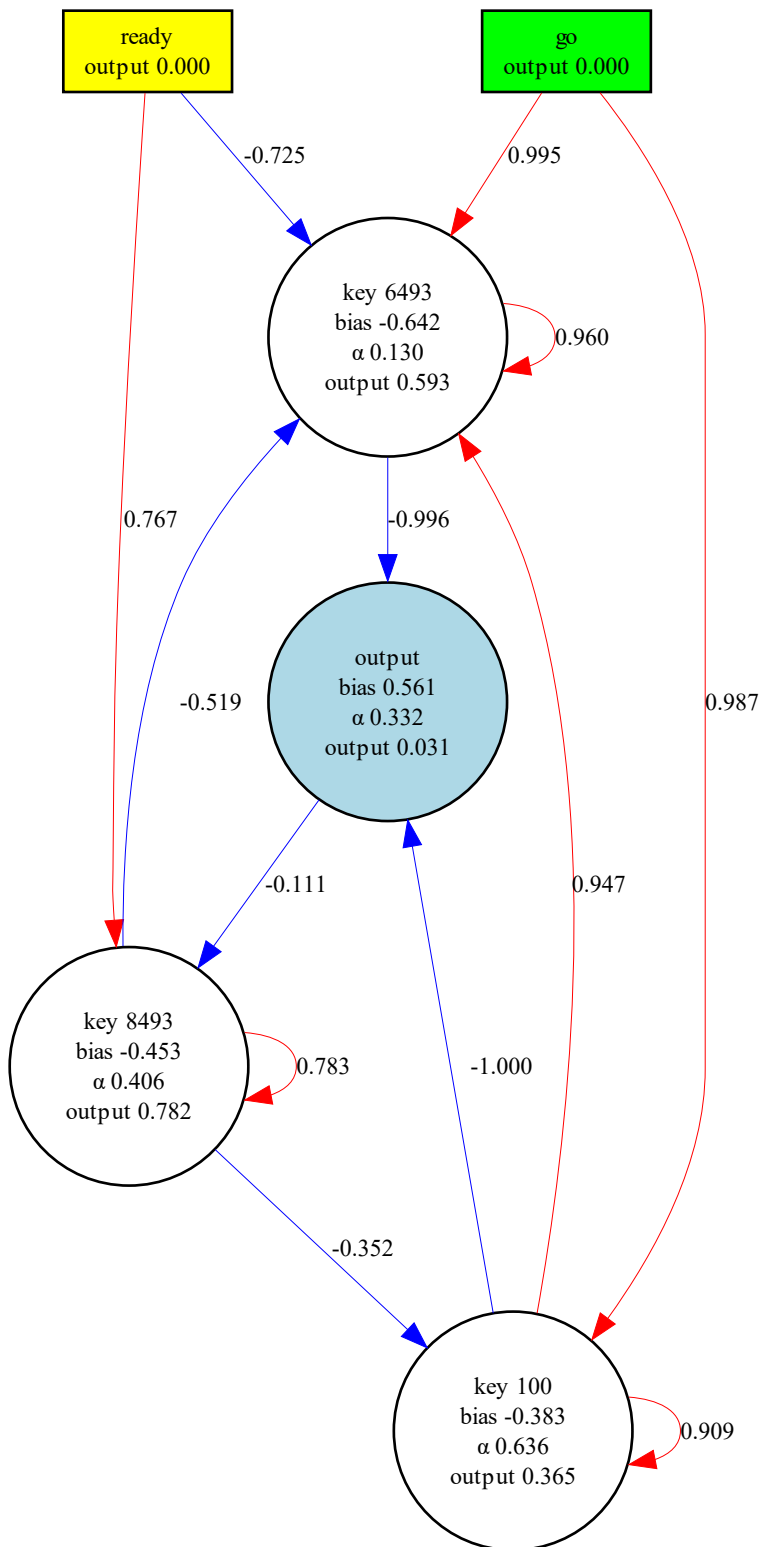 ready
output 0.000
go
output 0.000
-0.725
0.995
key 6493
bias -0.642
α 0.130
output 0.593
0.960
0.767
-0.996
-0.519
output
bias 0.561
α 0.332
output 0.031
0.987
-0.111
0.947
key 8493
bias -0.453
α 0.406
output 0.782
0.783
-1.000
-0.352
key 100
bias -0.383
α 0.636
output 0.365
0.909